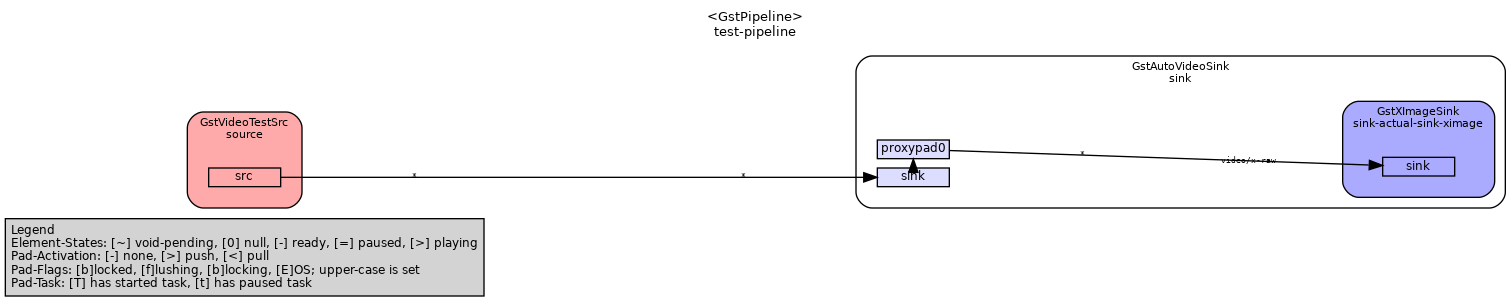 <GstPipeline>
test-pipeline
GstAutoVideoSink
sink
GstXImageSink
sink-actual-sink-ximage
GstVideoTestSrc
source
proxypad0
*
video/x-raw
sink
src
*
*
sink
Legend
Element-States: [~] void-pending, [0] null, [-] ready, [=] paused, [>] playing
Pad-Activation: [-] none, [>] push, [<] pull
Pad-Flags: [b]locked, [f]lushing, [b]locking, [E]OS; upper-case is set
Pad-Task: [T] has started task, [t] has paused task